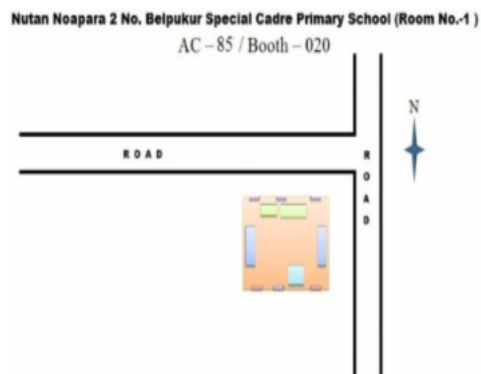 Nutan Noapara 2 No. Belpukur Special Cadre Primary School (Room No.-1 )
AC – 85 / Booth – 020
N
ROAD
ROAD